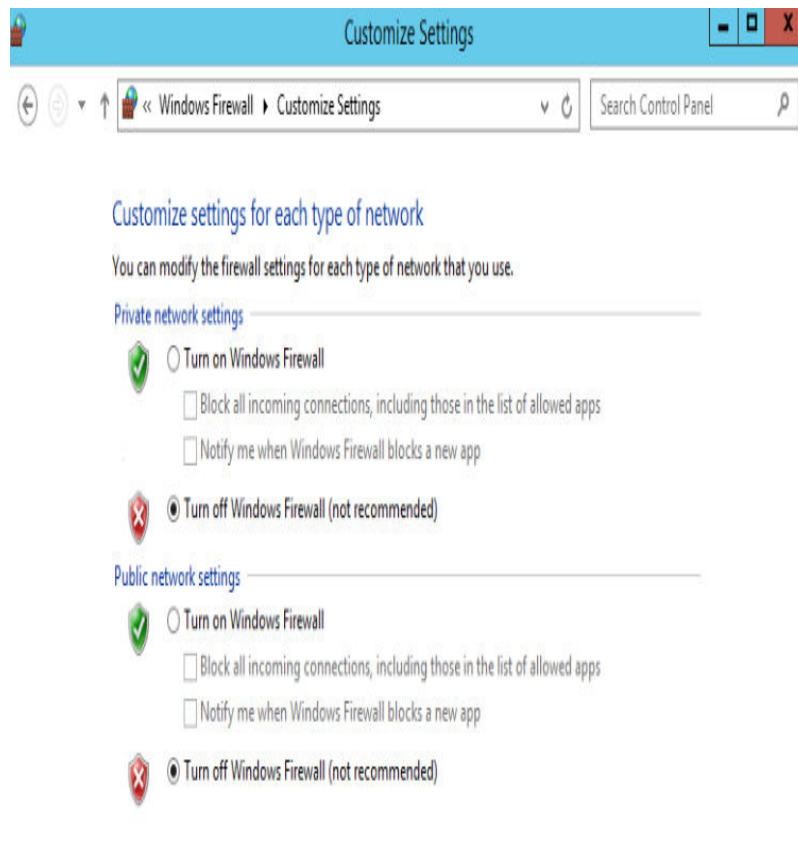 Customize Settings
« Windows Firewall ▸ Customize Settings
Search Control Panel
Customize settings for each type of network
You can modify the firewall settings for each type of network that you use.
Private network settings
Turn on Windows Firewall
Block all incoming connections, including those in the list of allowed apps
Notify me when Windows Firewall blocks a new app
Turn off Windows Firewall (not recommended)
Public network settings
Turn on Windows Firewall
Block all incoming connections, including those in the list of allowed apps
Notify me when Windows Firewall blocks a new app
Turn off Windows Firewall (not recommended)